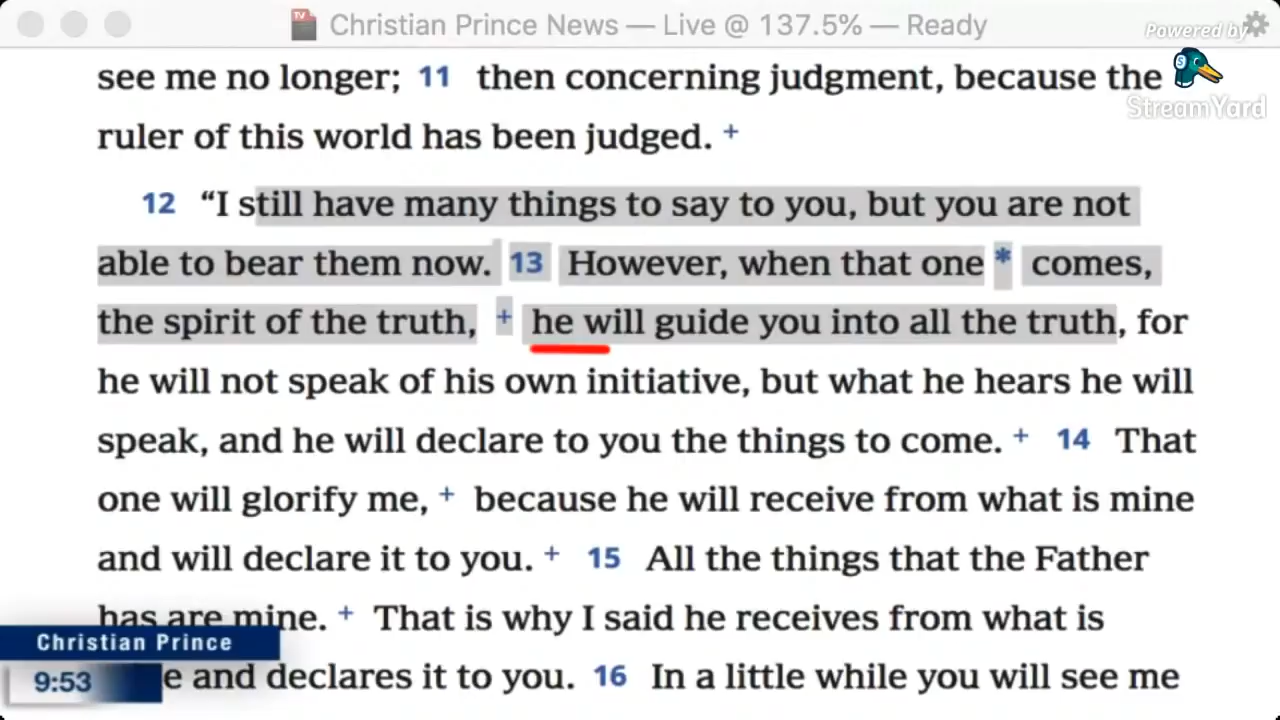 Christian Prince News — Live @ 137.5% — Ready
Powered by
StreamYard
see me no longer; 11 then concerning judgment, because the
ruler of this world has been judged. +
12 “I still have many things to say to you, but you are not
able to bear them now. 13 However, when that one * comes,
the spirit of the truth, + he will guide you into all the truth, for
he will not speak of his own initiative, but what he hears he will
speak, and he will declare to you the things to come. + 14 That
one will glorify me, + because he will receive from what is mine
and will declare it to you. + 15 All the things that the Father
has are mine. + That is why I said he receives from what is
e and declares it to you. 16 In a little while you will see me
Christian Prince
9:53